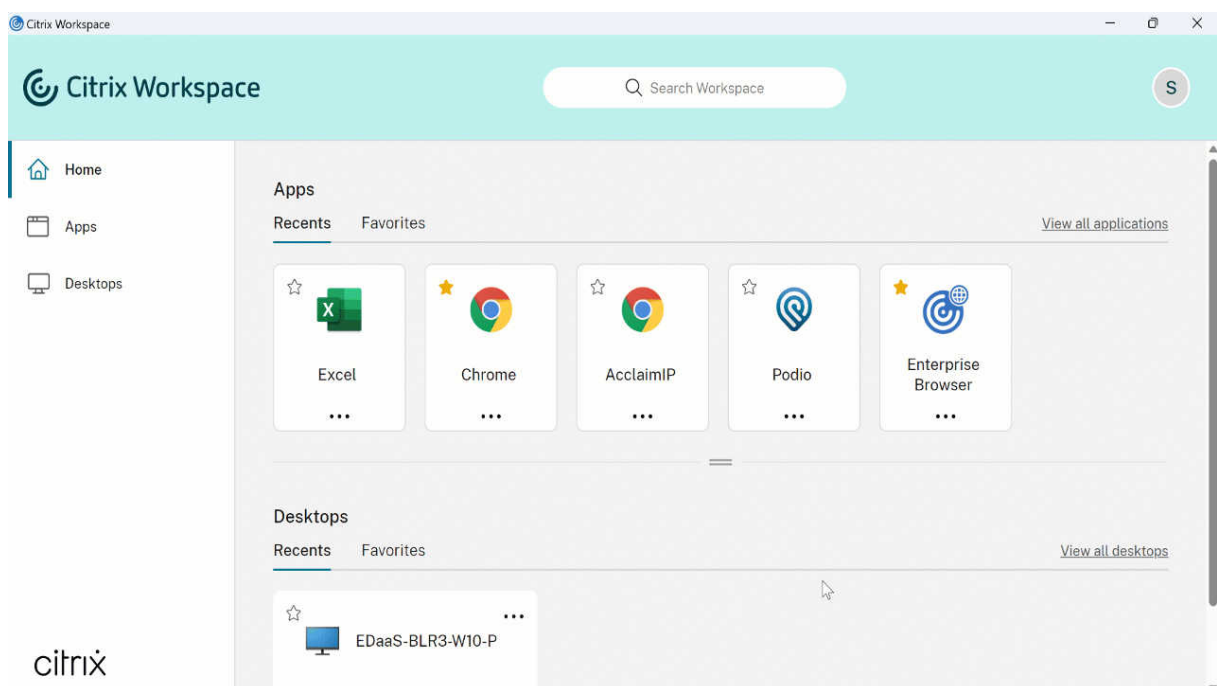 Citrix Workspace
Citrix Workspace
Search Workspace
S
Home
Apps
Desktops
Apps
Recents Favorites View all applications
X
Excel
Chrome
AcclaimIP
Podio
Enterprise
Browser
Desktops
Recents Favorites View all desktops
EDaaS-BLR3-W10-P
citrix